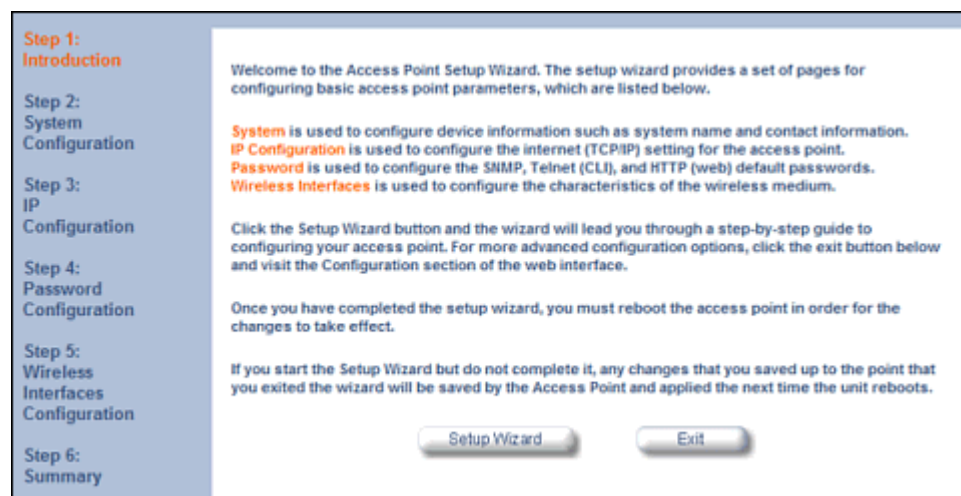 Step 1:
Introduction
Step 2:
System
Configuration
Step 3:
IP
Configuration
Step 4:
Password
Configuration
Step 5:
Wireless
Interfaces
Configuration
Step 6:
Summary
Welcome to the Access Point Setup Wizard. The setup wizard provides a set of pages for
configuring basic access point parameters, which are listed below.
System is used to configure device information such as system name and contact information.
IP Configuration is used to configure the internet (TCP/IP) setting for the access point.
Password is used to configure the SNMP, Telnet (CLI), and HTTP (web) default passwords.
Wireless Interfaces is used to configure the characteristics of the wireless medium.
Click the Setup Wizard button and the wizard will lead you through a step-by-step guide to
configuring your access point. For more advanced configuration options, click the exit button below
and visit the Configuration section of the web interface.
Once you have completed the setup wizard, you must reboot the access point in order for the
changes to take effect.
If you start the Setup Wizard but do not complete it, any changes that you saved up to the point that
you exited the wizard will be saved by the Access Point and applied the next time the unit reboots.
Setup Wizard
Exit